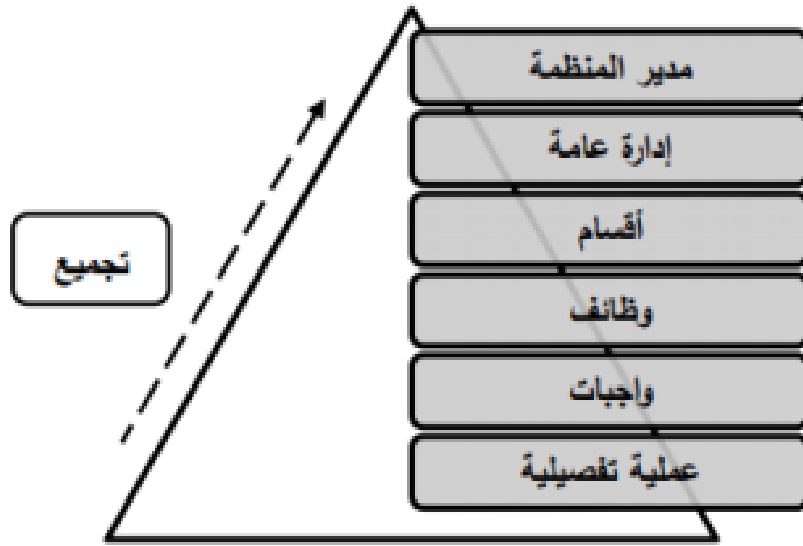 مدير المنظمة
إدارة عامة
أقسام
تجميع
وظائف
واجبات
عملية تفصيلية